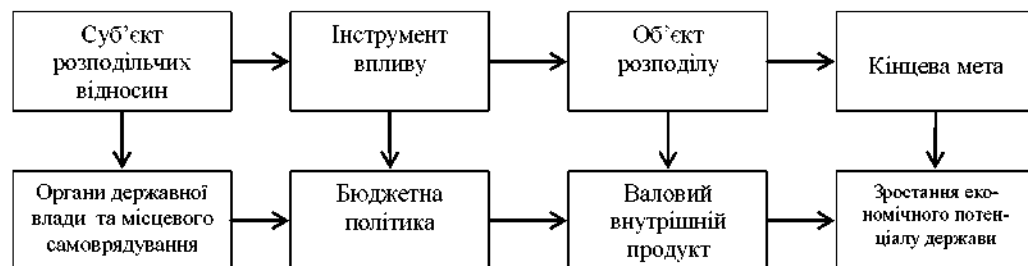 Суб’єкт
розподільчих
відносин
Інструмент
впливу
Об’єкт
розподілу
Кінцева мета
Органи державної
влади та місцевого
самоврядування
Бюджетна
політика
Валовий
внутрішній
продукт
Зростання еко-
номічного потен-
ціалу держави